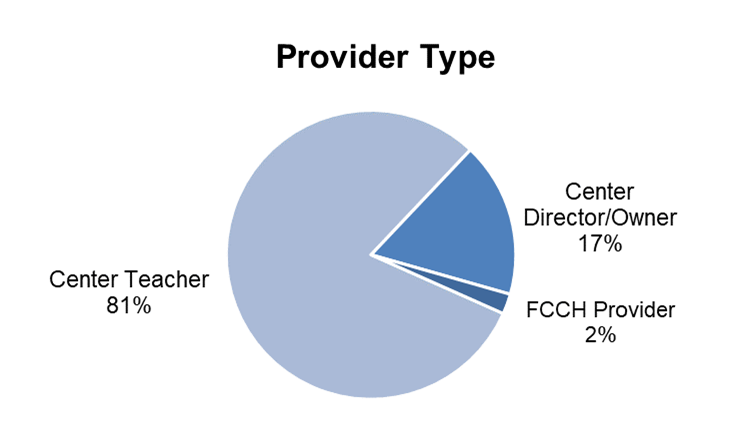 Provider Type
Center
Director/Owner
17%
Center Teacher
81%
FCCH Provider
2%